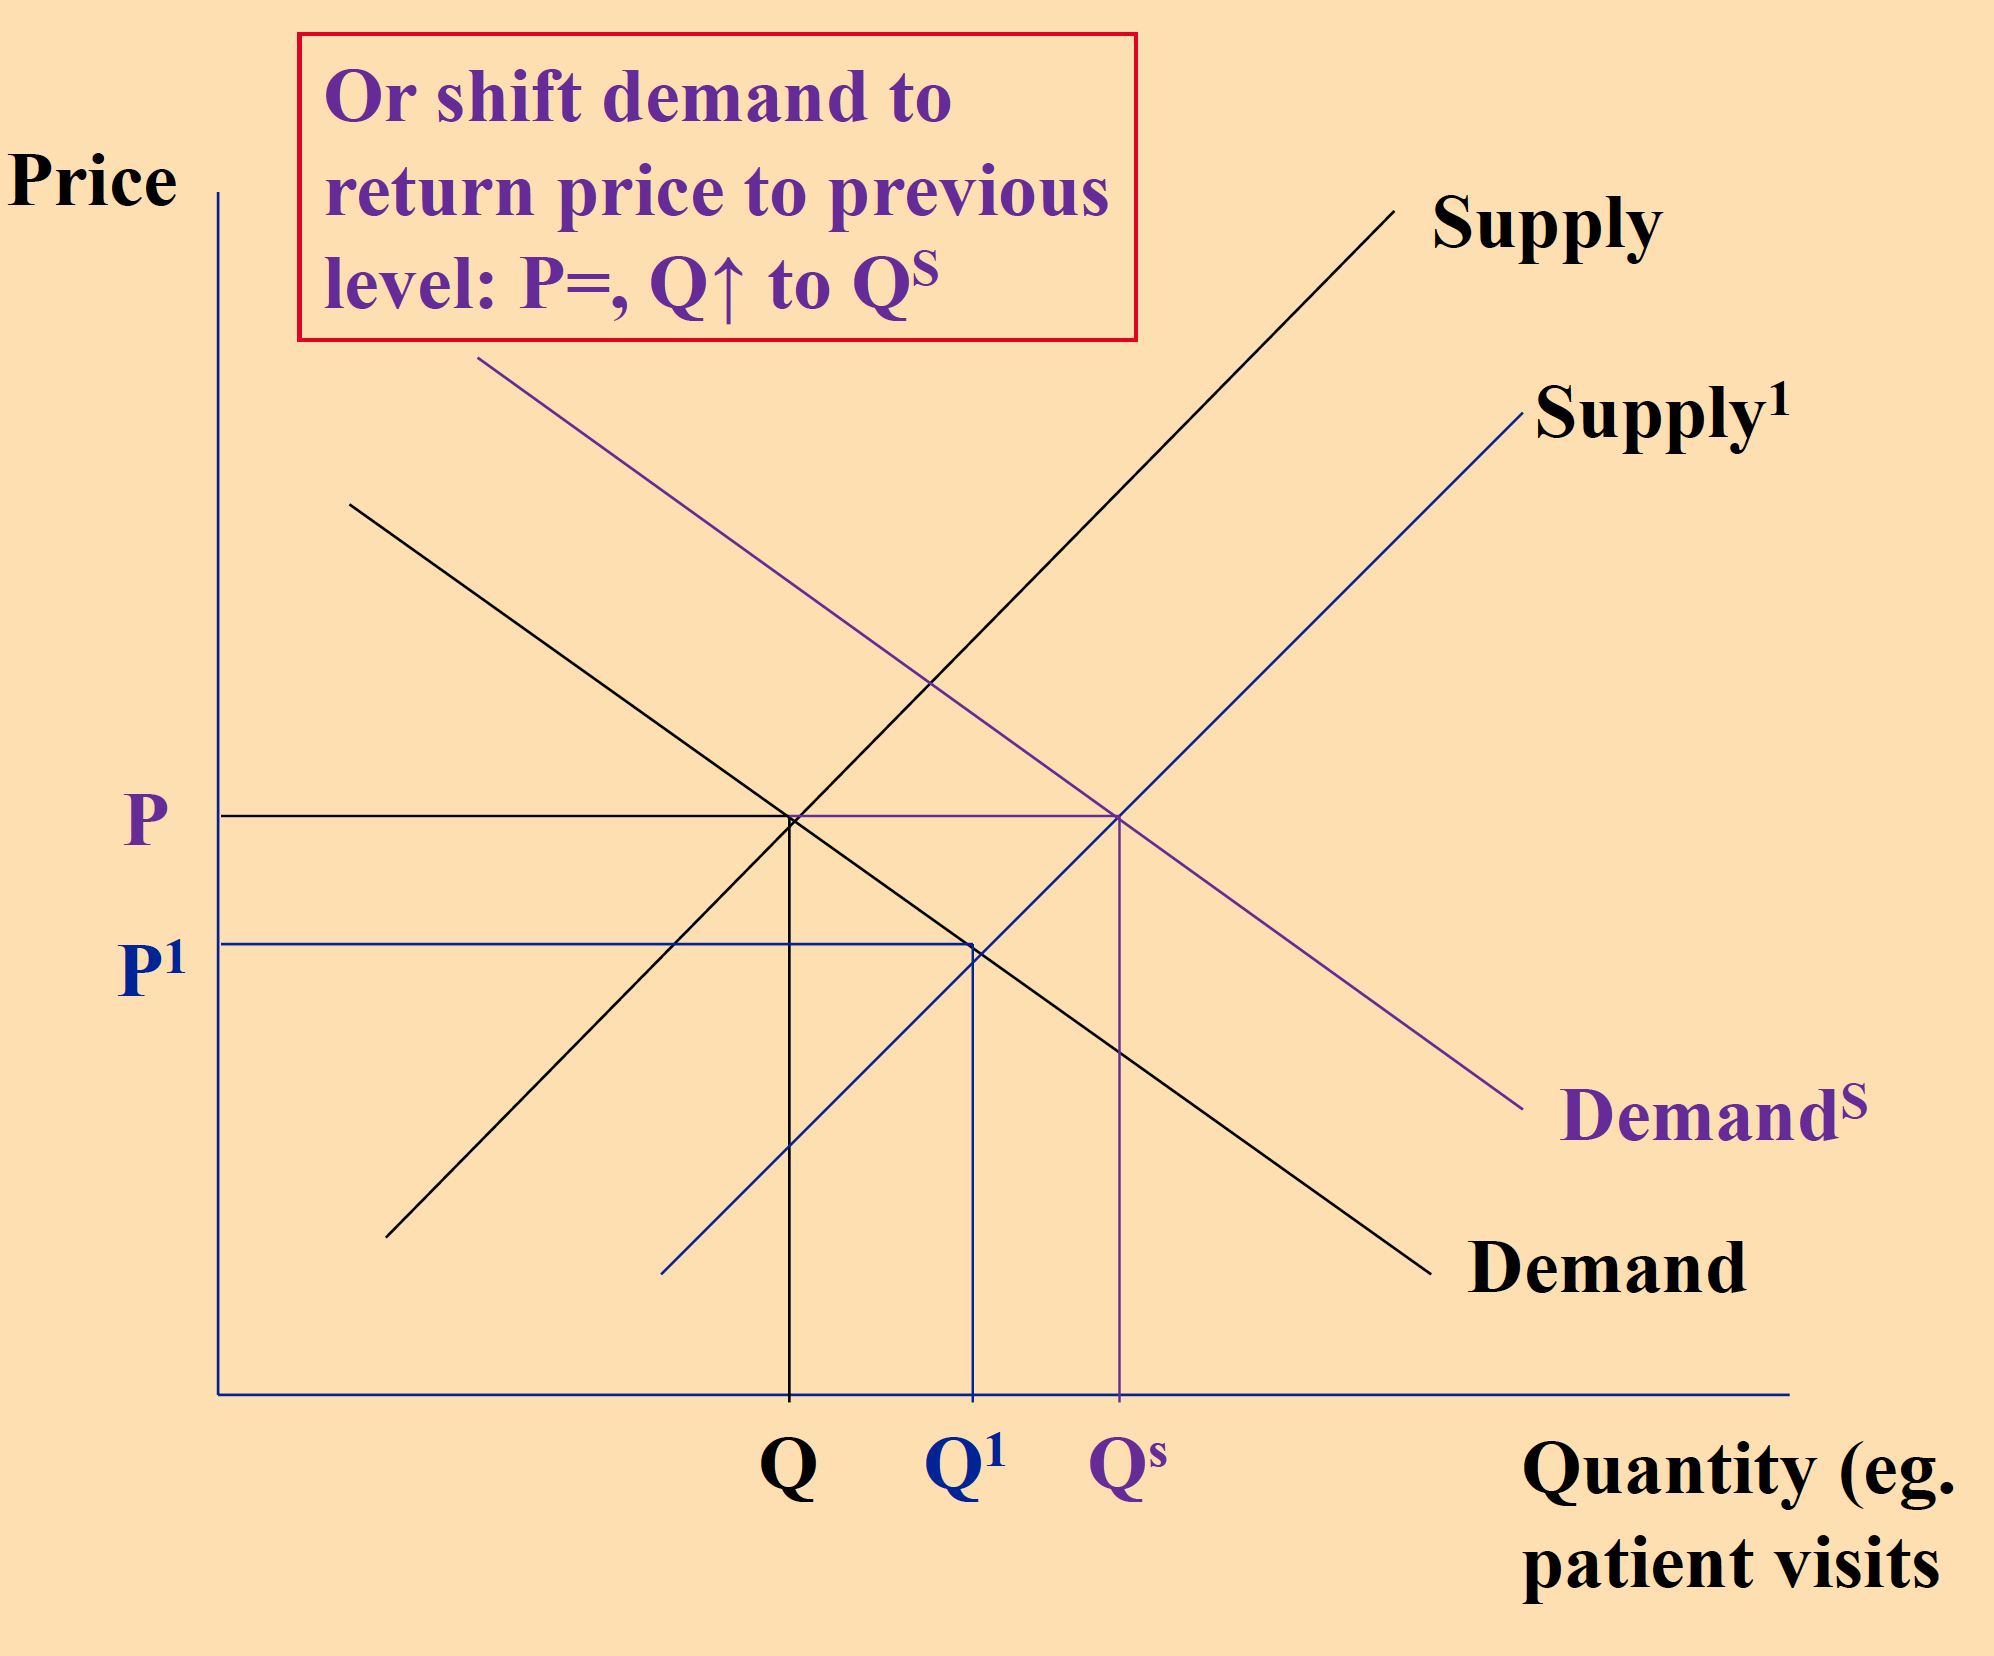 Or shift demand to
return price to previous
level: P=, Q↑ to Qˢ
Price
Supply
Supply¹
P
P¹
Demandˢ
Demand
Q
Q¹
Qˢ
Quantity (eg.
patient visits